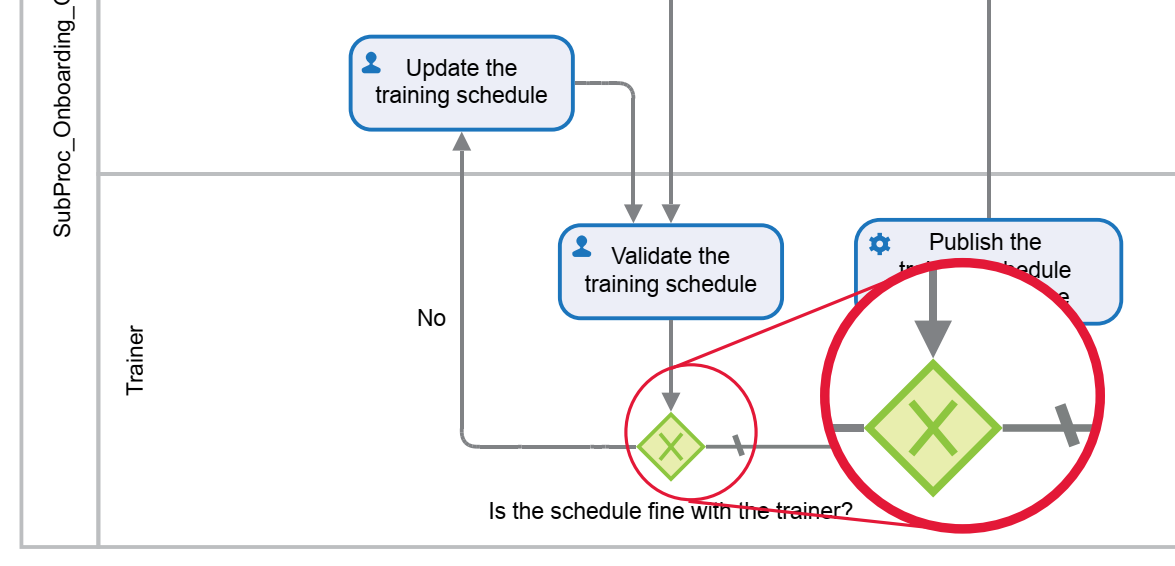 SubProc_Onboarding_
Update the
training schedule
Validate the
training schedule
Publish the
No
Trainer
Is the schedule fine with the trainer?